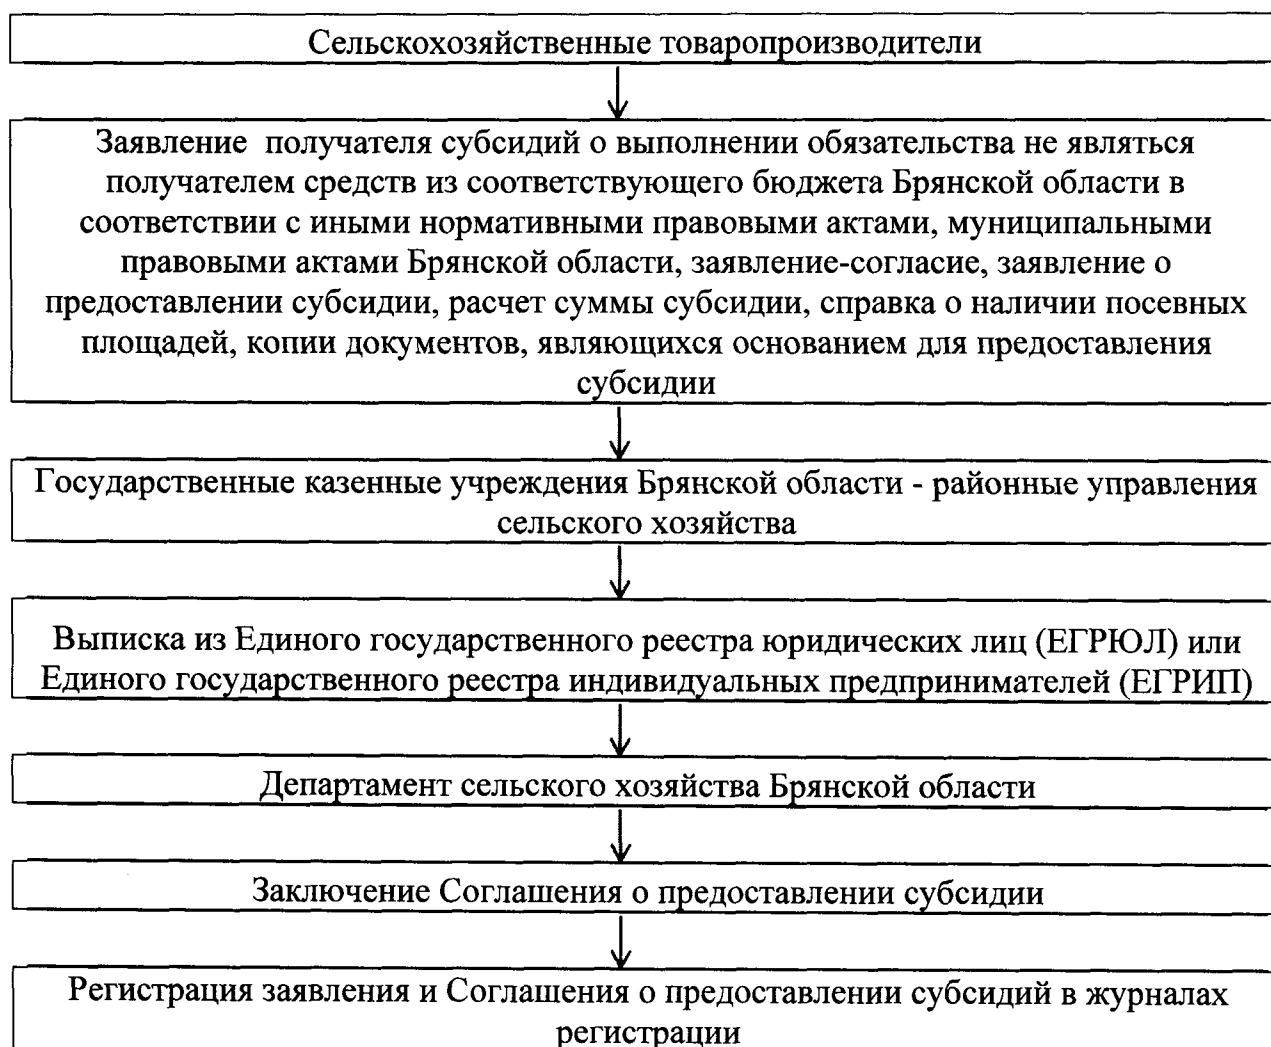 Сельскохозяйственные товаропроизводители
Заявление получателя субсидий о выполнении обязательства не являться
получателем средств из соответствующего бюджета Брянской области в
соответствии с иными нормативными правовыми актами, муниципальными
правовыми актами Брянской области, заявление-согласие, заявление о
предоставлении субсидии, расчет суммы субсидии, справка о наличии посевных
площадей, копии документов, являющихся основанием для предоставления
субсидии
Государственные казенные учреждения Брянской области - районные управления
сельского хозяйства
Выписка из Единого государственного реестра юридических лиц (ЕГРЮЛ) или
Единого государственного реестра индивидуальных предпринимателей (ЕГРИП)
Департамент сельского хозяйства Брянской области
Заключение Соглашения о предоставлении субсидии
Регистрация заявления и Соглашения о предоставлении субсидий в журналах
регистрации